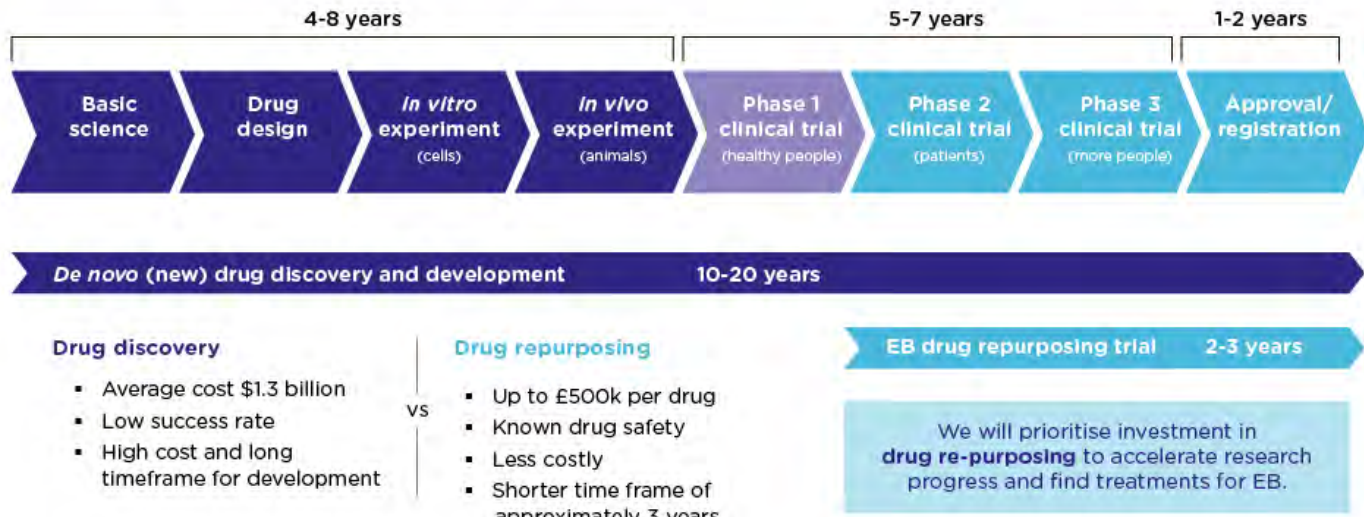 4-8 years
5-7 years
1-2 years
Basic
science
Drug
design
In vitro
experiment
(cells)
In vivo
experiment
(animals)
Phase 1
clinical trial
(healthy people)
Phase 2
clinical trial
(patients)
Phase 3
clinical trial
(more people)
Approval/
registration
De novo (new) drug discovery and development 10-20 years
Drug discovery
▪ Average cost $1.3 billion
▪ Low success rate
▪ High cost and long
timeframe for development
vs
Drug repurposing
▪ Up to £500k per drug
▪ Known drug safety
▪ Less costly
▪ Shorter time frame of
approximately 3 years
EB drug repurposing trial 2-3 years
We will prioritise investment in
drug re-purposing to accelerate research
progress and find treatments for EB.